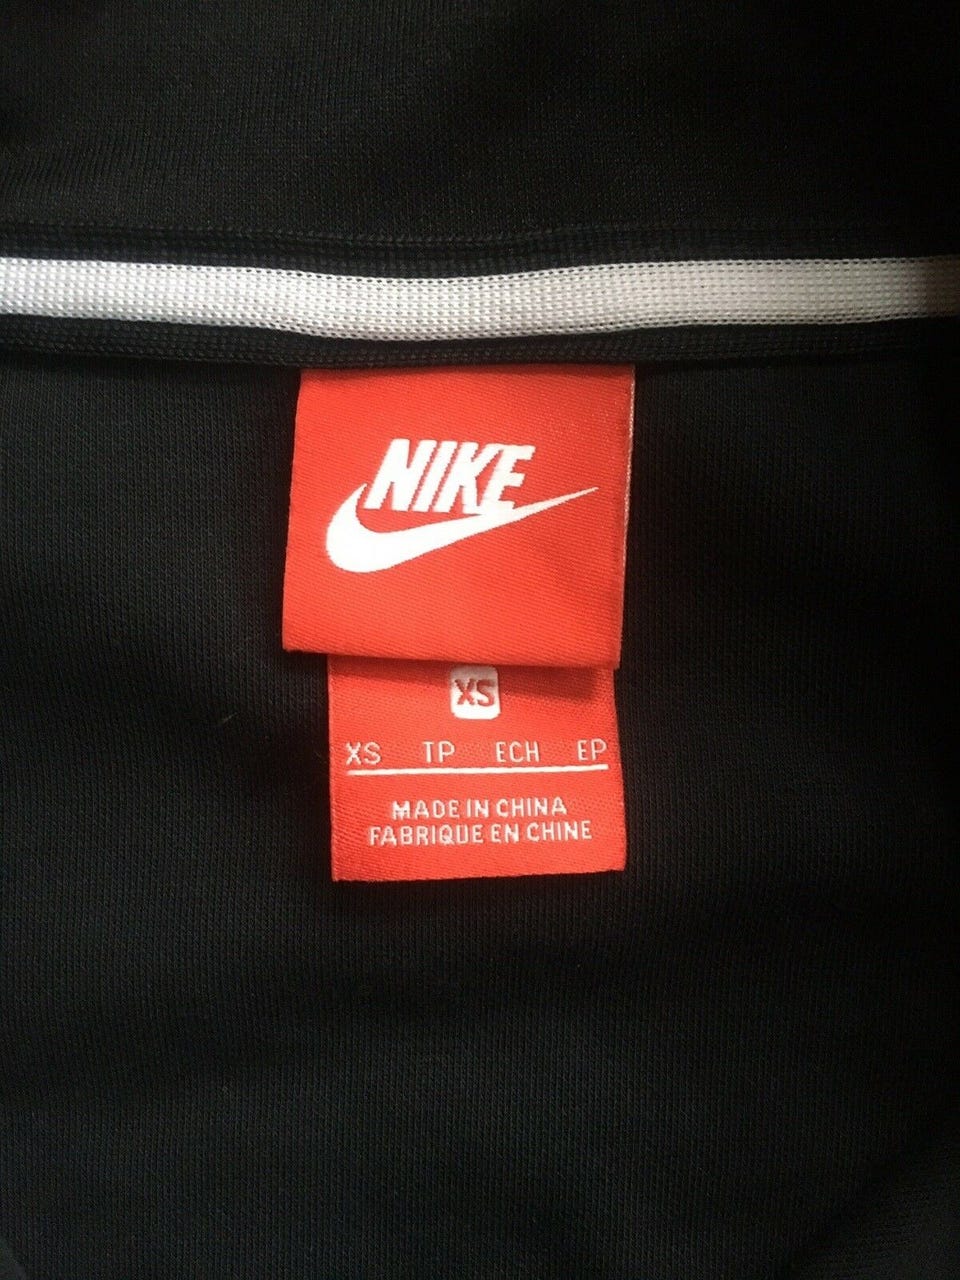 NIKE
XS
XS TP ECH EP
MADE IN CHINA
FABRIQUE EN CHINE